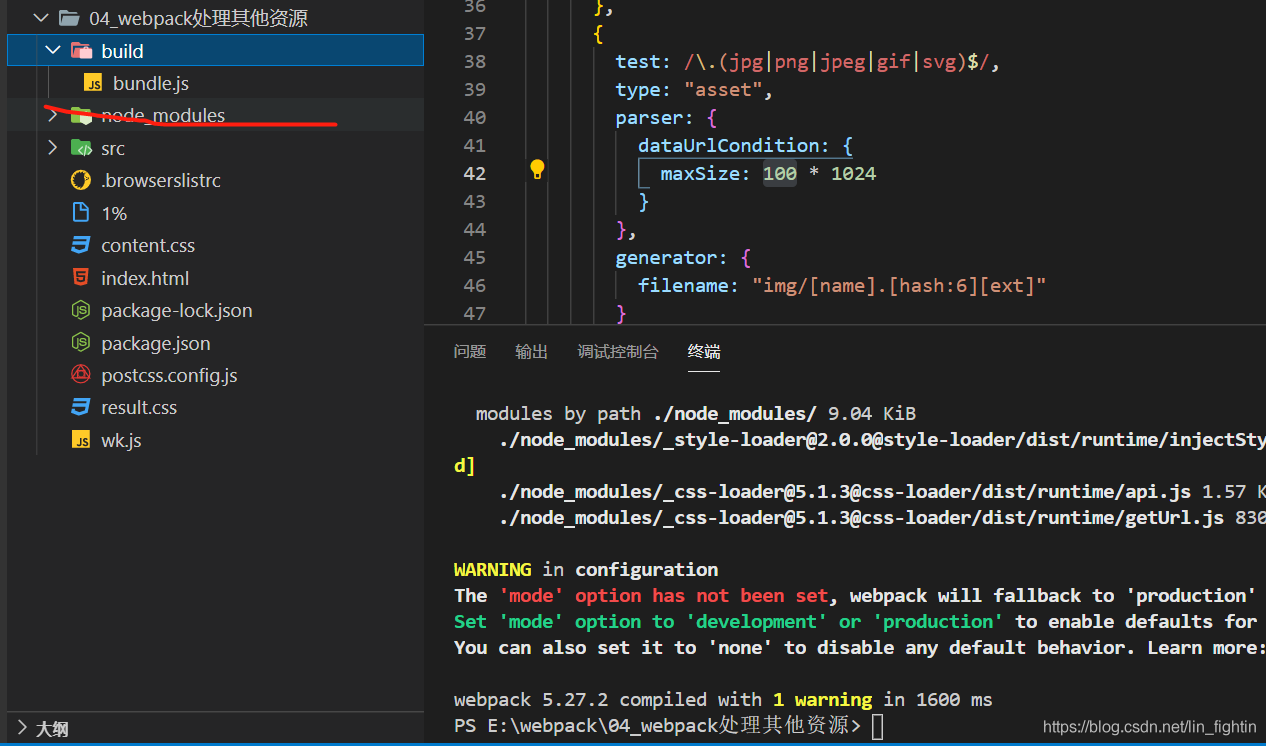 04_webpack处理其他资源
build
bundle.js
node_modules
src
.browserslistrc
1%
content.css
index.html
package-lock.json
package.json
postcss.config.js
result.css
wk.js
大纲
36 },
37 {
38 test: /\.(jpg|png|jpeg|gif|svg)$/,
39 type: "asset",
40 parser: {
41 dataUrlCondition: {
42 maxSize: 100 * 1024
43 }
44 },
45 generator: {
46 filename: "img/[name].[hash:6][ext]"
47 }
问题 输出 调试控制台 终端
modules by path ./node_modules/ 9.04 KiB
./node_modules/_style-loader@2.0.0@style-loader/dist/runtime/injectSty
d]
./node_modules/_css-loader@5.1.3@css-loader/dist/runtime/api.js 1.57 K
./node_modules/_css-loader@5.1.3@css-loader/dist/runtime/getUrl.js 830
WARNING in configuration
The 'mode' option has not been set, webpack will fallback to 'production'
Set 'mode' option to 'development' or 'production' to enable defaults for
You can also set it to 'none' to disable any default behavior. Learn more:
webpack 5.27.2 compiled with 1 warning in 1600 ms
PS E:\webpack\04_webpack处理其他资源>
https://blog.csdn.net/lin_fightin